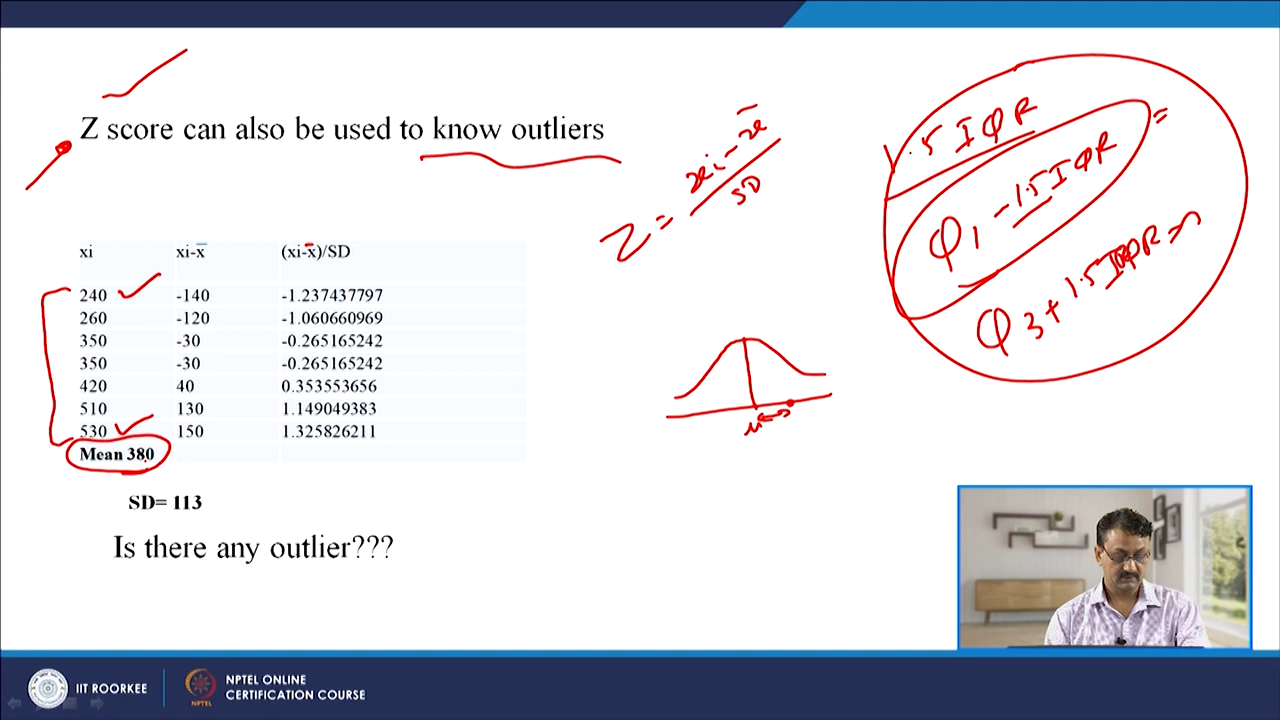 Z score can also be used to know outliers
Z = xi - x̄ / SD
1.5 IQR
Q1 - 1.5 IQR =
Q3 + 1.5 IQR =
xi xi-x̄ (xi-x̄)/SD
240 -140 -1.237437797
260 -120 -1.060660969
350 -30 -0.265165242
350 -30 -0.265165242
420 40 0.353553656
510 130 1.149049383
530 150 1.325826211
Mean 380
SD= 113
Is there any outlier???
IIT ROORKEE
NPTEL ONLINE
CERTIFICATION COURSE
NPTEL